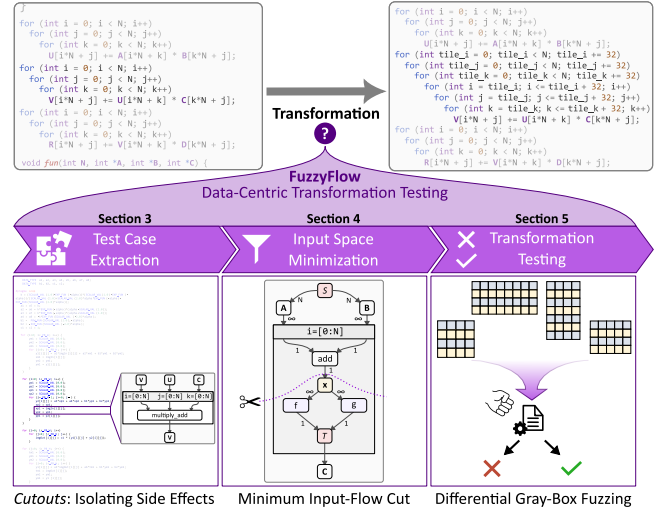 }
for (int i = 0; i < N; i++)
for (int j = 0; j < N; j++)
for (int k = 0; k < N; k++)
U[i*N + j] += A[i*N + k] * B[k*N + j];
for (int i = 0; i < N; i++)
for (int j = 0; j < N; j++)
for (int k = 0; k < N; k++)
V[i*N + j] += U[i*N + k] * C[k*N + j];
for (int i = 0; i < N; i++)
for (int j = 0; j < N; j++)
for (int k = 0; k < N; k++)
R[i*N + j] += V[i*N + k] * D[k*N + j];
void fun(int N, int *A, int *B, int *C) {
Transformation
?
for (int i = 0; i < N; i++)
for (int j = 0; j < N; j++)
for (int k = 0; k < N; k++)
U[i*N + j] += A[i*N + k] * B[k*N + j];
for (int tile_i = 0; tile_i < N; tile_i += 32)
for (int tile_j = 0; tile_j < N; tile_j += 32)
for (int tile_k = 0; tile_k < N; tile_k += 32)
for (int i = tile_i; i <= tile_i + 32; i++)
for (int j = tile_j; j <= tile_j + 32; j++)
for (int k = tile_k; k <= tile_k + 32; k++)
V[i*N + j] += U[i*N + k] * C[k*N + j];
for (int i = 0; i < N; i++)
for (int j = 0; j < N; j++)
for (int k = 0; k < N; k++)
R[i*N + j] += V[i*N + k] * D[k*N + j];
FuzzyFlow
Data-Centric Transformation Testing
Section 3
Test Case
Extraction
Section 4
Input Space
Minimization
Section 5
Transformation
Testing
V U C
i=[0:N] j=[0:N] k=[0:N]
multiply_add
V
S
N N
A B
∞ ∞
i=[0:N]
1 1
add
1
x
∞ ∞
f g
1 1
T
C
Cutouts: Isolating Side Effects
Minimum Input-Flow Cut
Differential Gray-Box Fuzzing